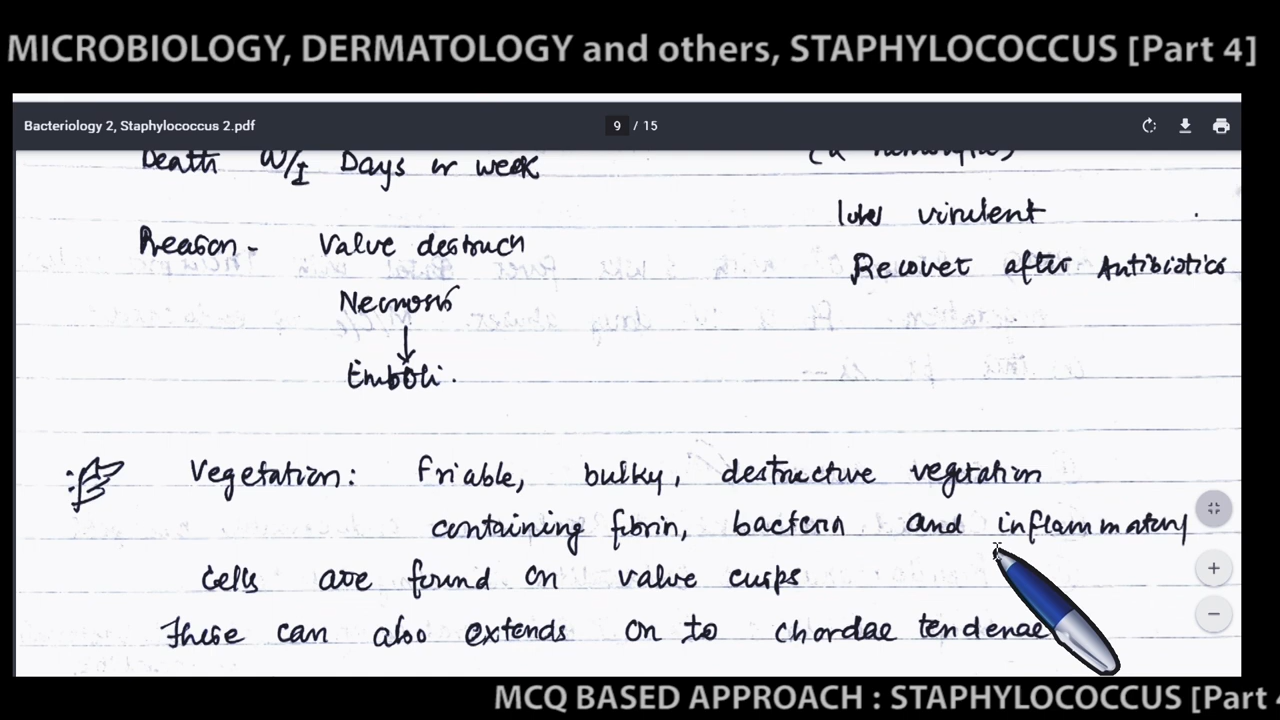 MICROBIOLOGY, DERMATOLOGY and others, STAPHYLOCOCCUS [Part 4]
Bacteriology 2, Staphylococcus 2.pdf
9 / 15
Death W/I Days or week
low virulent
Reason - Valve destruch
Recover after Antibiotics
Necrosis
Emboli.
Vegetation: Friable, bulky, destructive vegetation
containing fibrin, bacteria and inflammatory
cells are found on valve cusps
These can also extends on to chordae tendenae
MCQ BASED APPROACH : STAPHYLOCOCCUS [Part